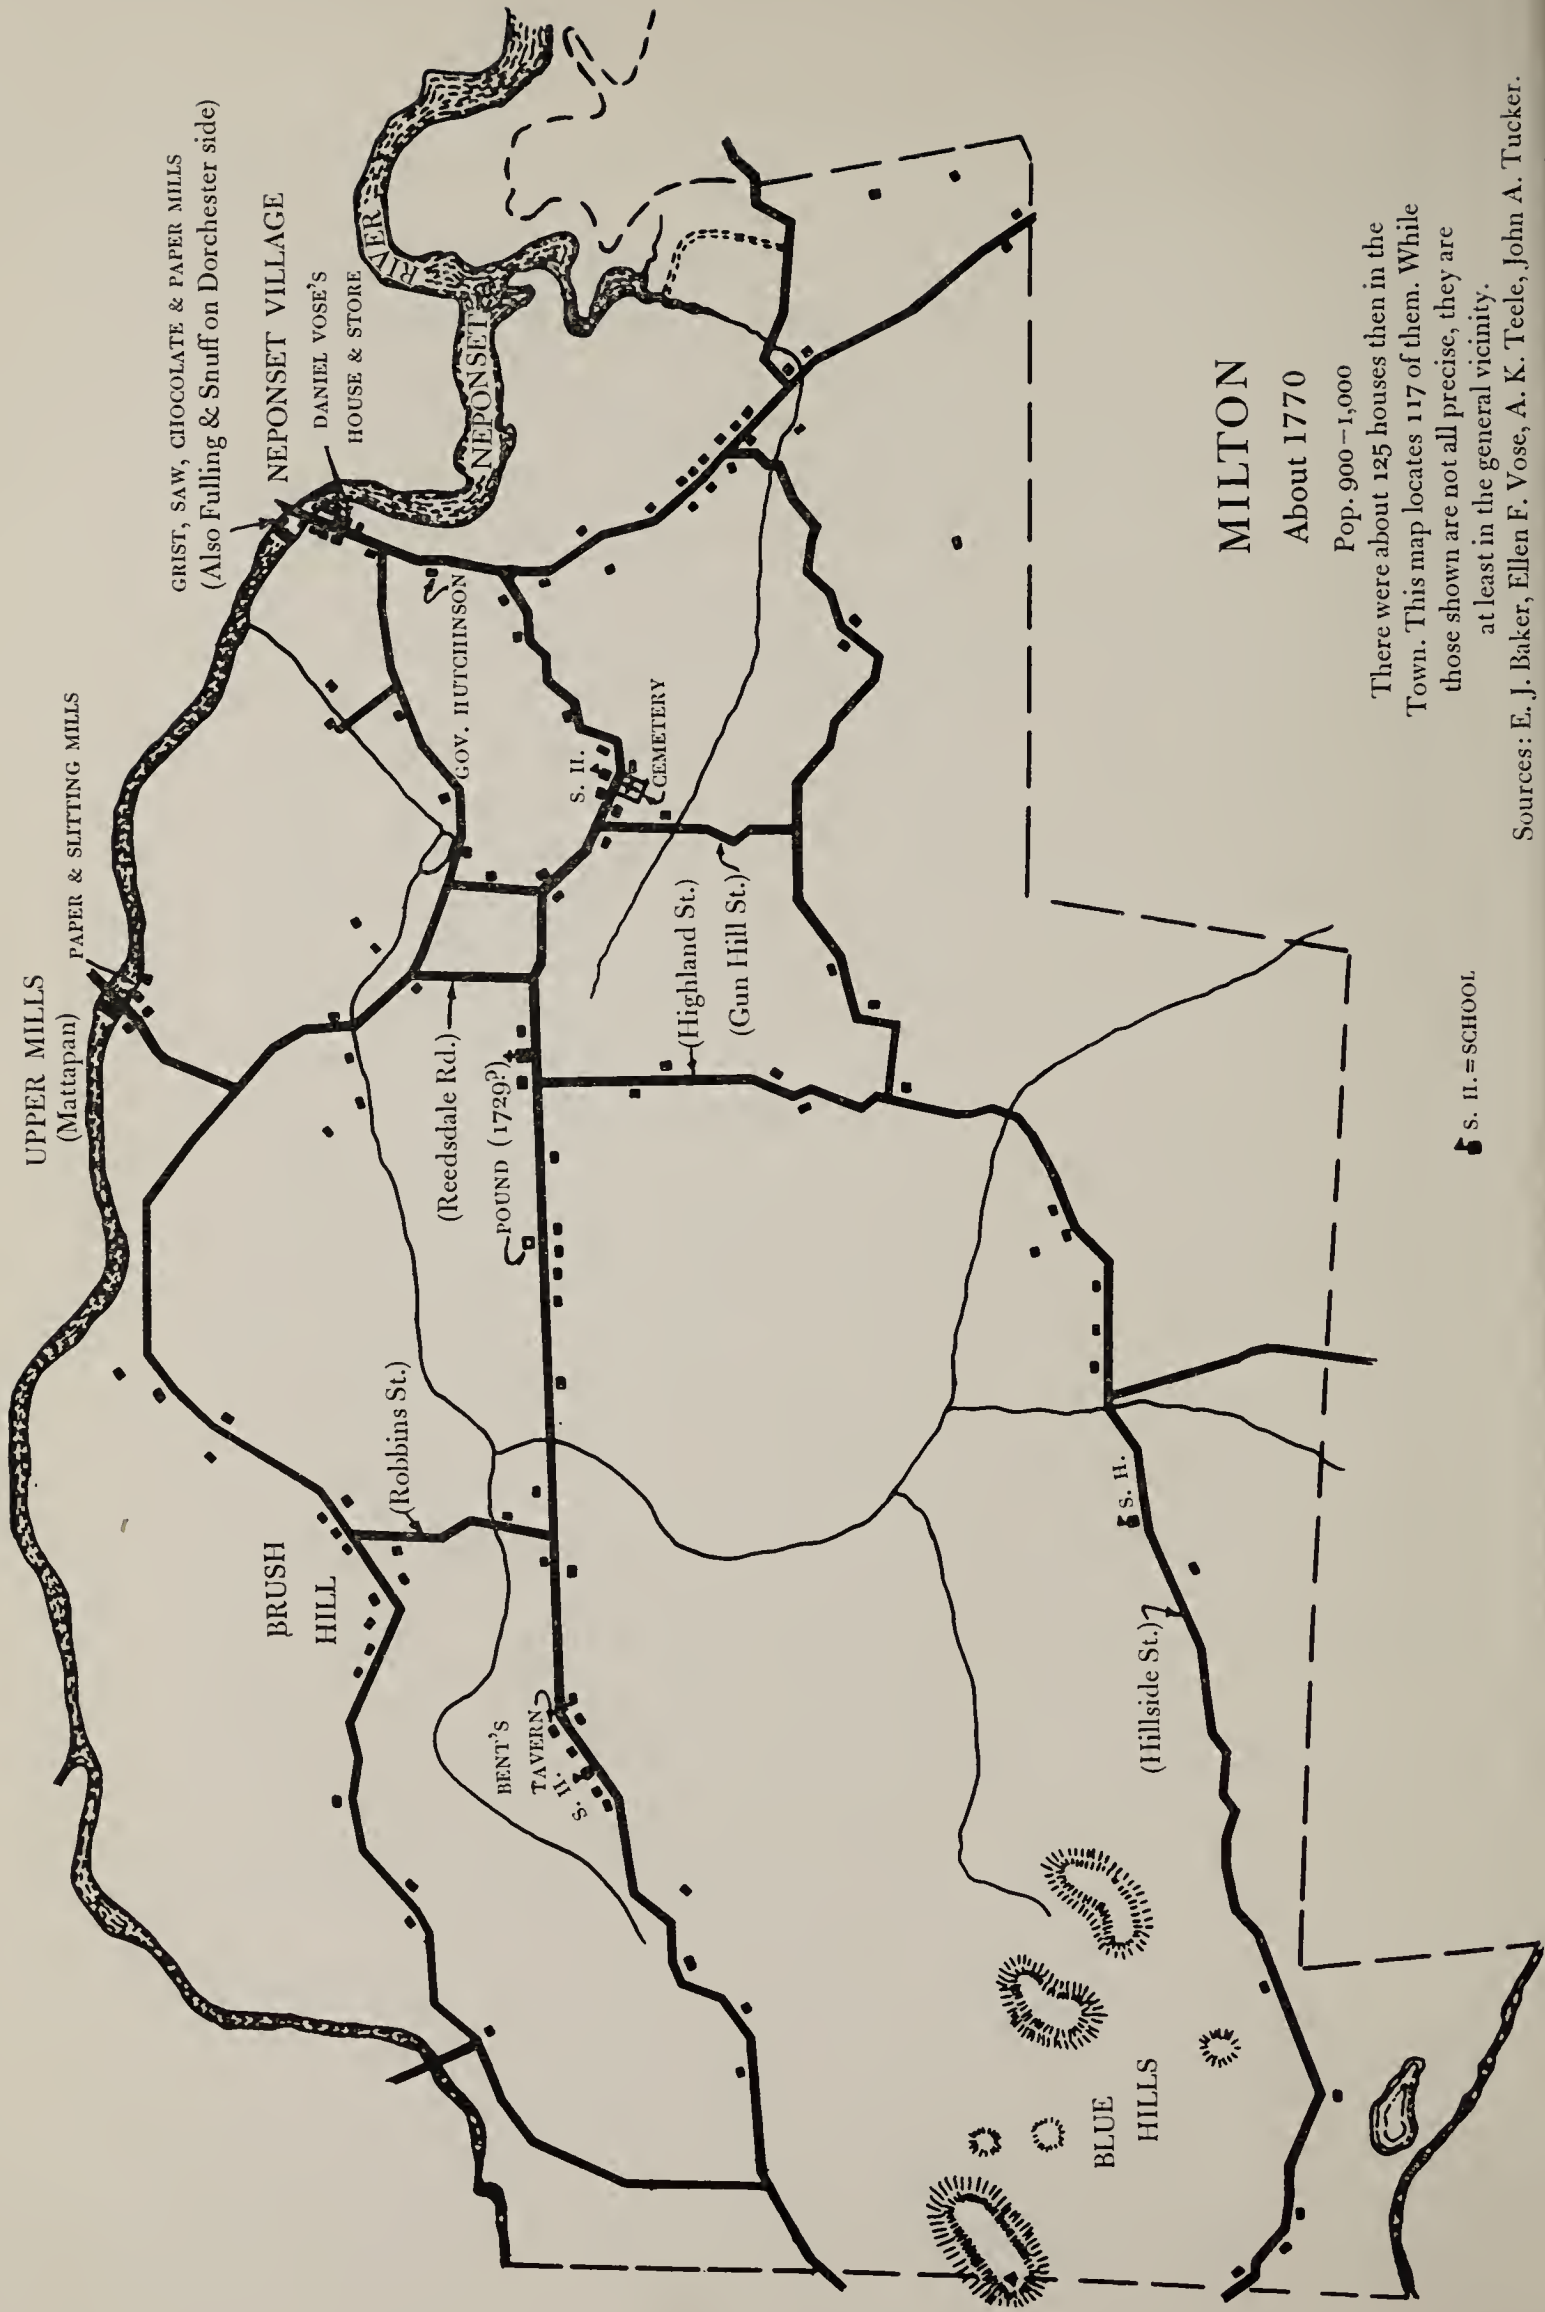 UPPER MILLS
(Mattapan)
PAPER & SLITTING MILLS
GRIST, SAW, CHOCOLATE & PAPER MILLS
(Also Fulling & Snuff on Dorchester side)
NEPONSET VILLAGE
DANIEL VOSE'S
HOUSE & STORE
NEPONSET
RIVER
GOV. HUTCHINSON
S. H.
CEMETERY
(Reedsdale Rd.)
POUND (1729?)
(Highland St.)
(Gun Hill St.)
(Robbins St.)
BRUSH
HILL
BENT'S
TAVERN
S. H.
S. H.
(Hillside St.)
BLUE
HILLS
S. H. = SCHOOL
MILTON
About 1770
Pop. 900–1,000
There were about 125 houses then in the
Town. This map locates 117 of them. While
those shown are not all precise, they are
at least in the general vicinity.
Sources: E. J. Baker, Ellen F. Vose, A. K. Teele, John A. Tucker.